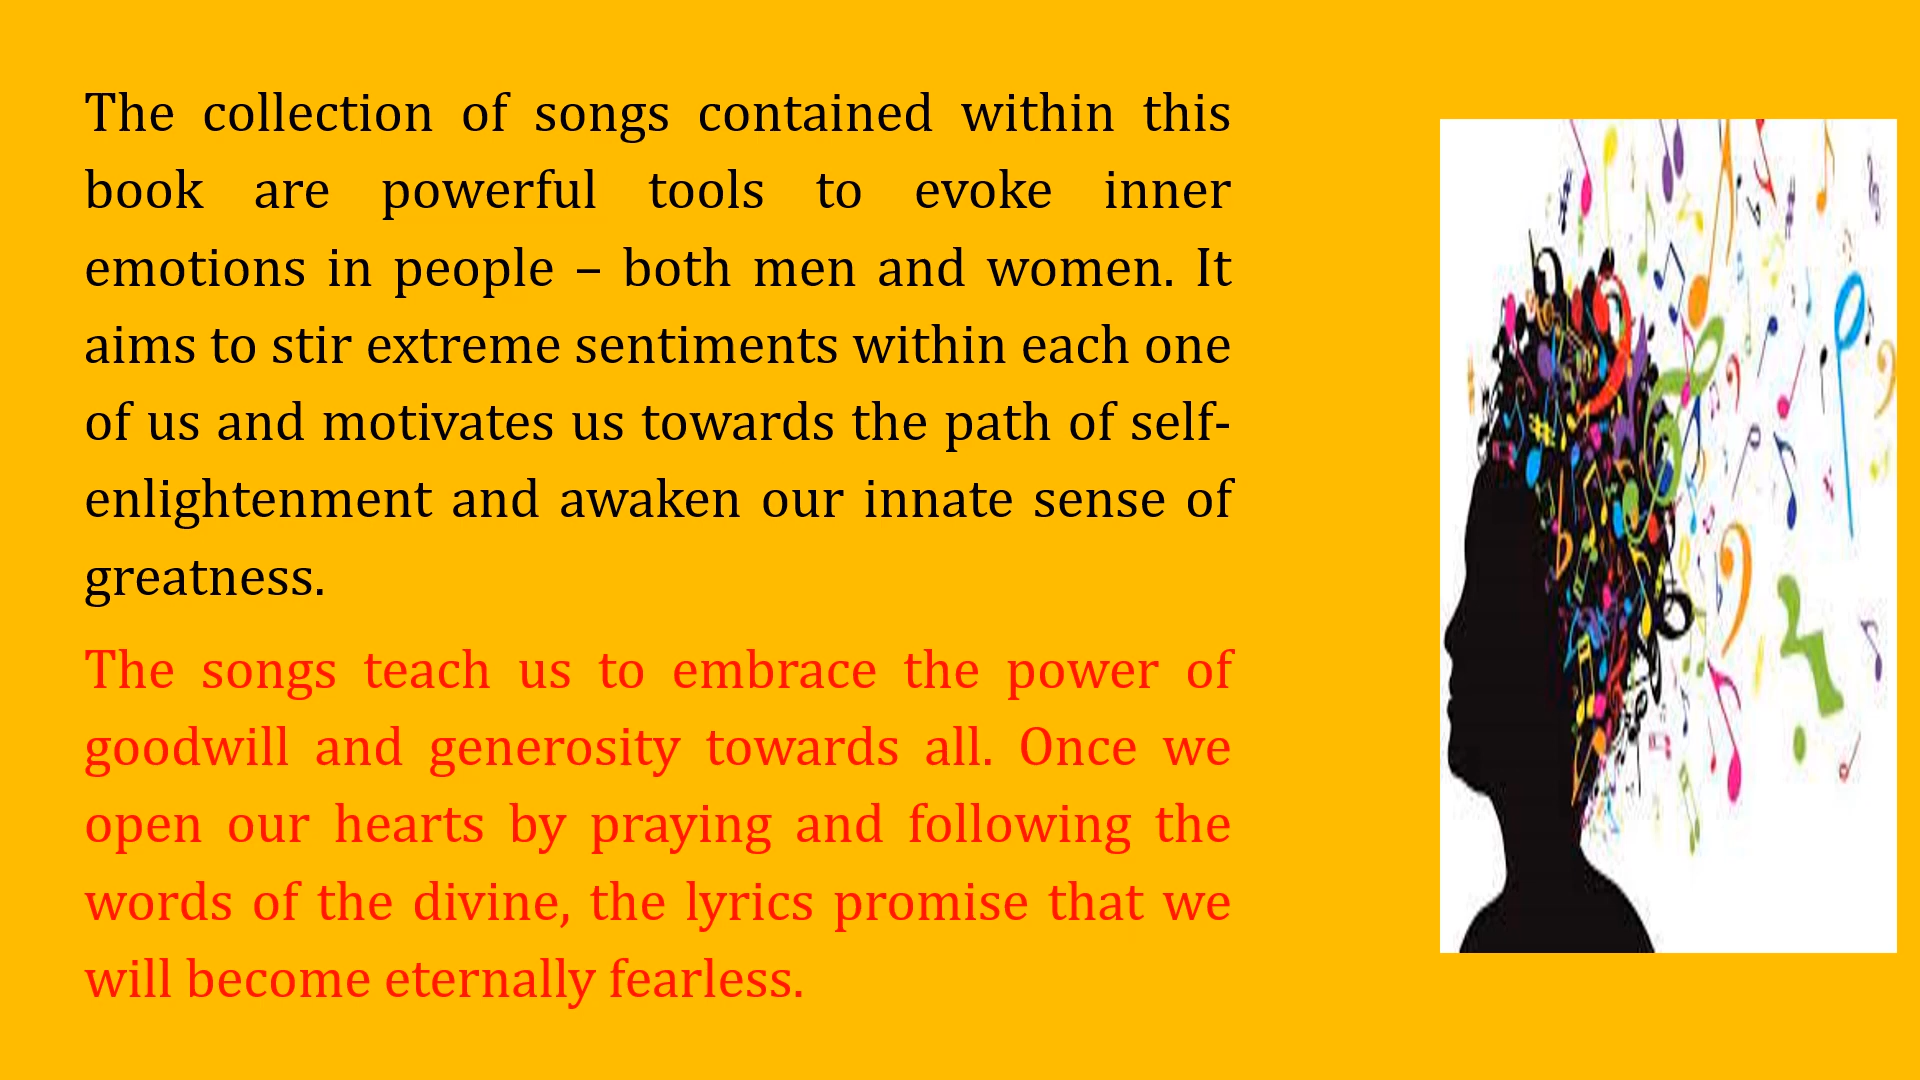 The collection of songs contained within this
book are powerful tools to evoke inner
emotions in people – both men and women. It
aims to stir extreme sentiments within each one
of us and motivates us towards the path of self-
enlightenment and awaken our innate sense of
greatness.
The songs teach us to embrace the power of
goodwill and generosity towards all. Once we
open our hearts by praying and following the
words of the divine, the lyrics promise that we
will become eternally fearless.